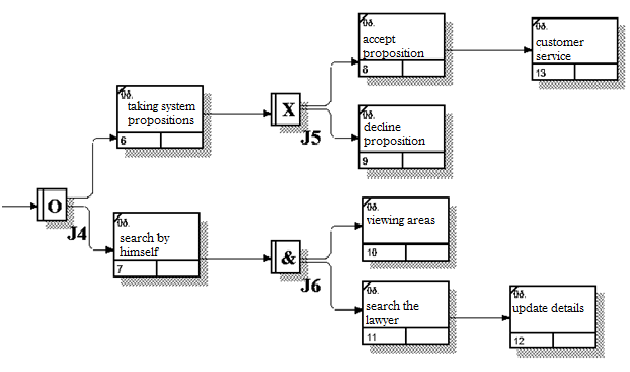 accept
proposition
8
customer
service
13
taking system
propositions
6
X
J5
decline
proposition
9
O
J4
search by
himself
7
&
J6
viewing areas
10
search the
lawyer
11
update details
12